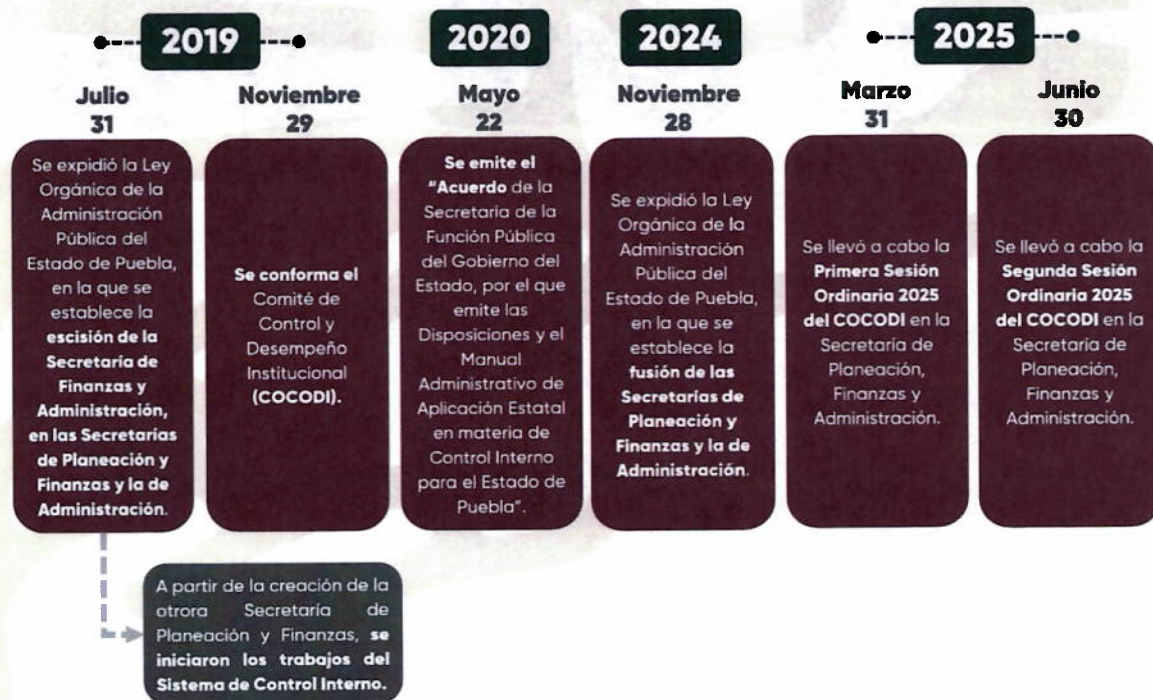 2019
2020
2024
2025
Julio
31
Se expidió la Ley
Orgánica de la
Administración
Pública del
Estado de Puebla,
en la que se
establece la
escisión de la
Secretaría de
Finanzas y
Administración,
en las Secretarías
de Planeación y
Finanzas y la de
Administración.
Noviembre
29
Se conforma el
Comité de
Control y
Desempeño
Institucional
(COCODI).
Mayo
22
Se emite el
"Acuerdo de la
Secretaria de la
Función Pública
del Gobierno del
Estado, por el que
emite las
Disposiciones y el
Manual
Administrativo de
Aplicación Estatal
en materia de
Control Interno
para el Estado de
Puebla".
Noviembre
28
Se expidió la Ley
Orgánica de la
Administración
Pública del
Estado de Puebla,
en la que se
establece la
fusión de las
Secretarías de
Planeación y
Finanzas y la de
Administración.
Marzo
31
Se llevó a cabo la
Primera Sesión
Ordinaria 2025
del COCODI en la
Secretaría de
Planeación,
Finanzas y
Administración.
Junio
30
Se llevó a cabo la
Segunda Sesión
Ordinaria 2025
del COCODI en la
Secretaría de
Planeación,
Finanzas y
Administración.
A partir de la creación de la
otrora Secretaría de
Planeación y Finanzas, se
iniciaron los trabajos del
Sistema de Control Interno.